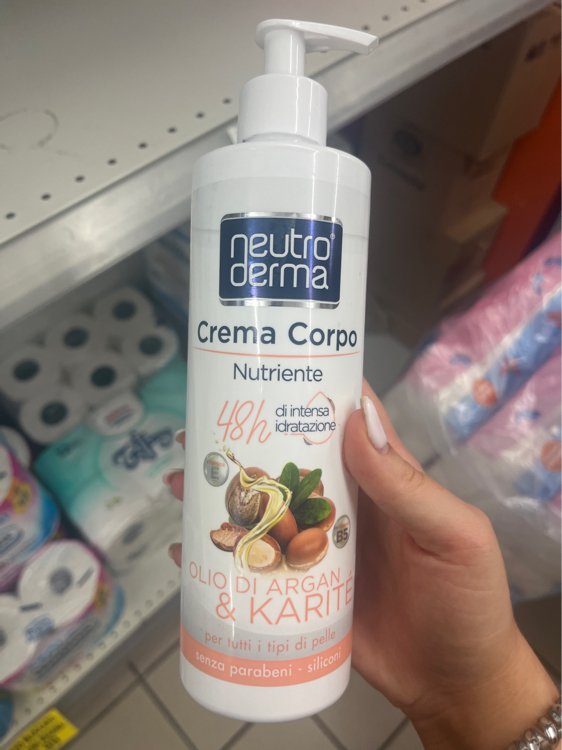 neutro®
derma
Crema Corpo
Nutriente
48h
di intensa
idratazione
E
B5
OLIO DI ARGAN
& KARITÉ
per tutti i tipi di pelle
senza parabeni - siliconi